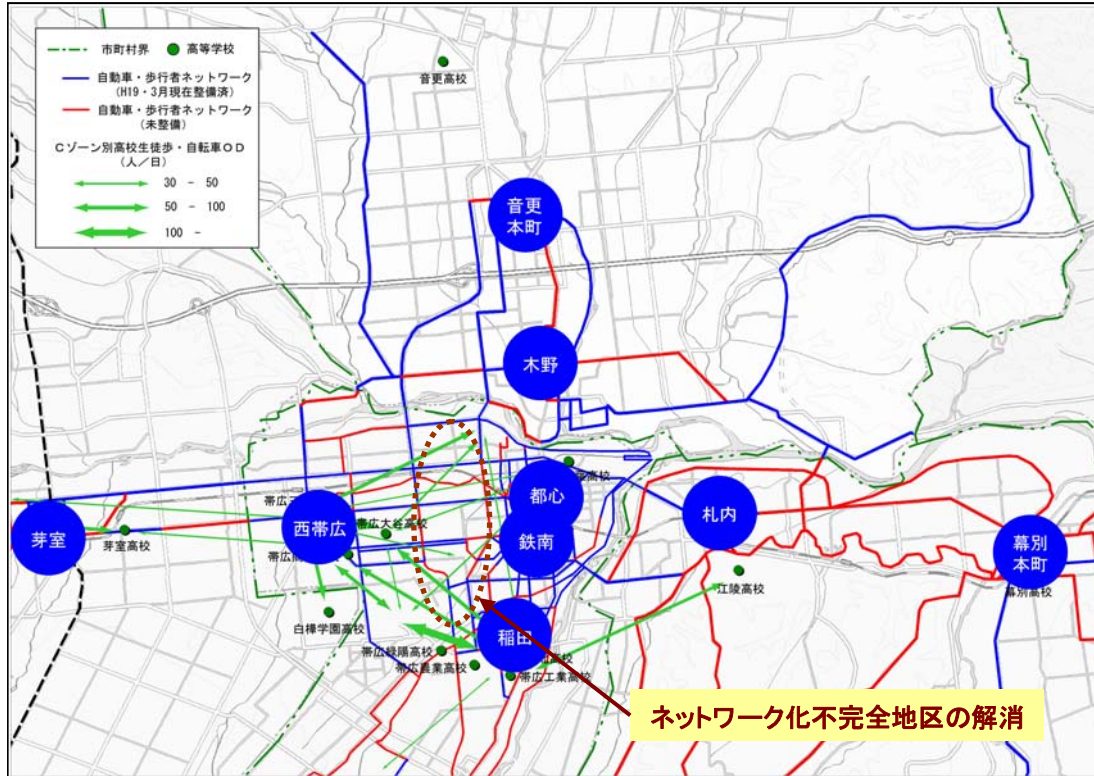 市町村界
高等学校
自動車・歩行者ネットワーク
(H19・3月現在整備済)
自動車・歩行者ネットワーク
(未整備)
Cゾーン別高校生徒歩・自転車OD
(人/日)
30 - 50
50 - 100
100 -
音更高校
音更
本町
木野
都心
鉄南
西帯広
帯広大谷高校
芽室
芽室高校
札内
江陵高校
幕別
本町
幕別高校
白樺学園高校
稲田
帯広緑陽高校
帯広農業高校
帯広工業高校
ネットワーク化不完全地区の解消